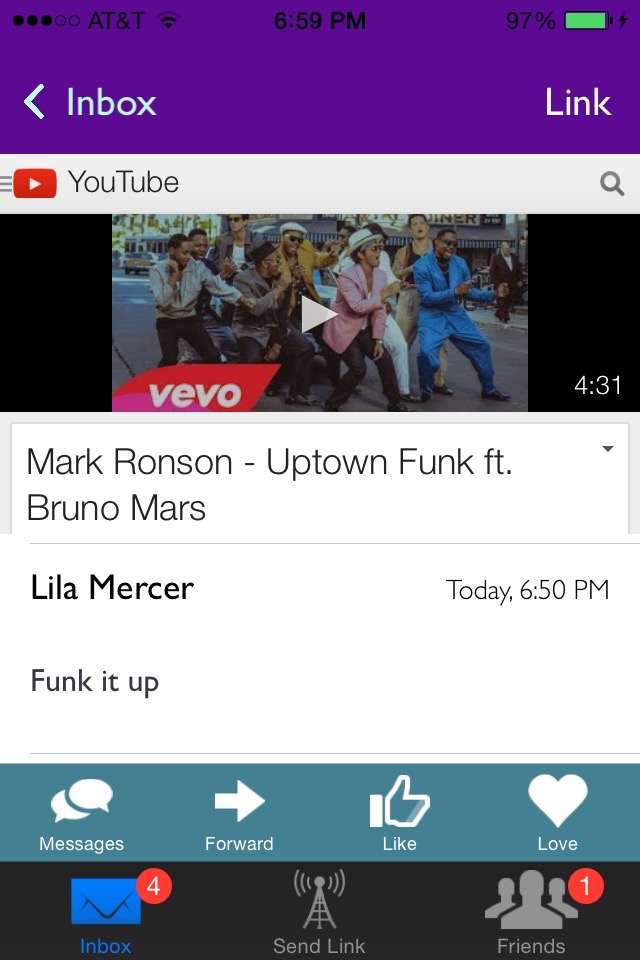 AT&T 6:59 PM 97%
Inbox Link
YouTube
DINER
vevo
4:31
Mark Ronson - Uptown Funk ft.
Bruno Mars
Lila Mercer Today, 6:50 PM
Funk it up
Messages Forward Like Love
4 1
Inbox Send Link Friends